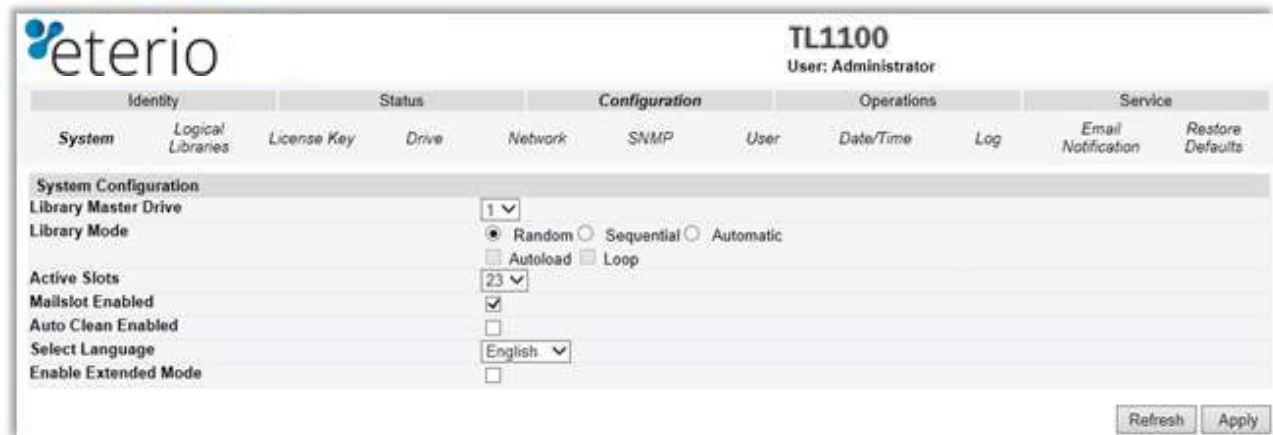 eterio
TL1100
User: Administrator
Identity Status Configuration Operations Service
System Logical Libraries License Key Drive Network SNMP User Date/Time Log Email Notification Restore Defaults
System Configuration
Library Master Drive 1
Library Mode Random Sequential Automatic
Autoload Loop
Active Slots 23
Mailslot Enabled
Auto Clean Enabled
Select Language English
Enable Extended Mode
Refresh Apply